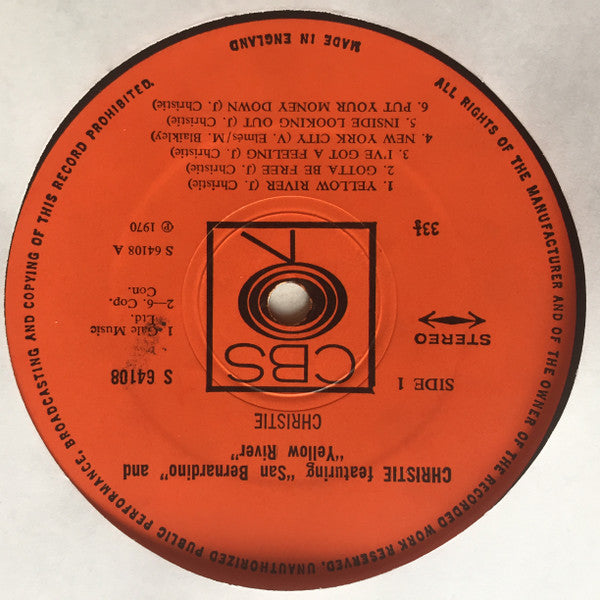 CHRISTIE featuring "San Bernardino" and
"Yellow River"
CHRISTIE
SIDE 1
CBS
S 64108
STEREO
1. Gale Music
Ltd.
2—6. Cop.
Con.
33⅓
S 64108 A
℗ 1970
1. YELLOW RIVER (J. Christie)
2. GOTTA BE FREE (J. Christie)
3. I'VE GOT A FEELING (J. Christie)
4. NEW YORK CITY (V. Elmes/M. Blaikley)
5. INSIDE LOOKING OUT (J. Christie)
6. PUT YOUR MONEY DOWN (J. Christie)
ALL RIGHTS OF THE MANUFACTURER AND OF THE OWNER OF THE RECORDED WORK RESERVED. UNAUTHORIZED PUBLIC PERFORMANCE, BROADCASTING AND COPYING OF THIS RECORD PROHIBITED.
MADE IN ENGLAND